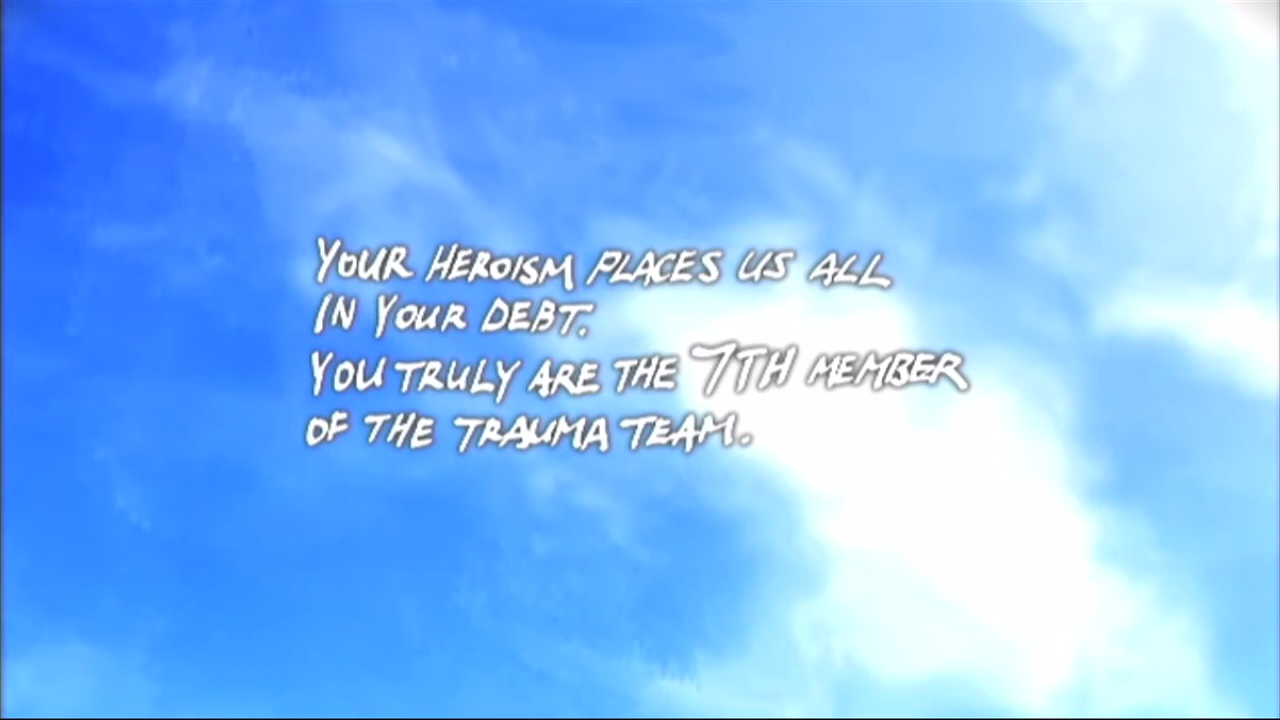 YOUR HEROISM PLACES US ALL
IN YOUR DEBT.
YOU TRULY ARE THE 7TH MEMBER
OF THE TRAUMA TEAM.